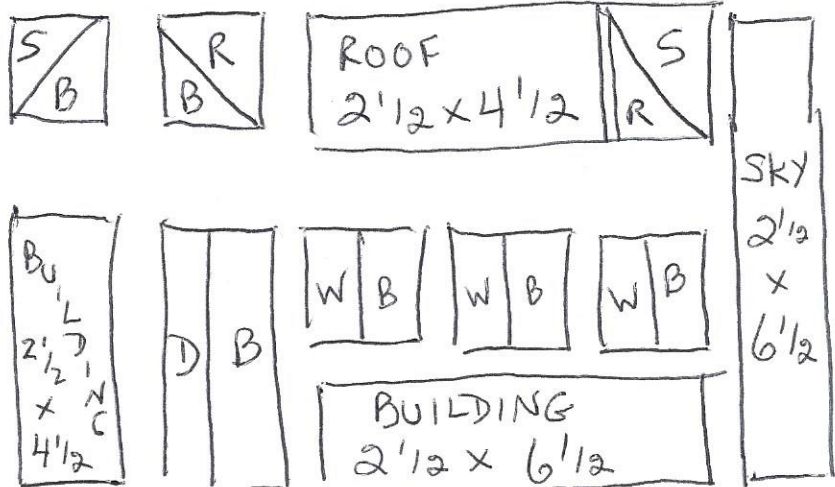 S
B
R
B
ROOF
2 1/2 x 4 1/2
S
R
SKY
2 1/2
x
6 1/2
BUILDING
2 1/2
x
4 1/2
D B
W B
W B
W B
BUILDING
2 1/2 x 6 1/2